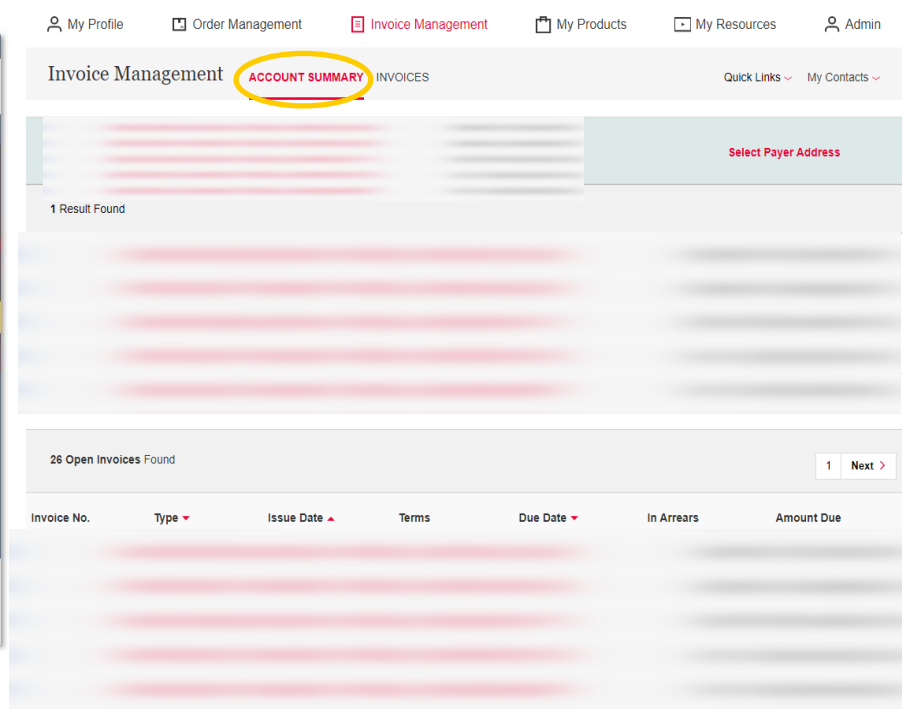 My Profile Order Management Invoice Management My Products My Resources Admin
Invoice Management ACCOUNT SUMMARY INVOICES Quick Links My Contacts
Select Payer Address
1 Result Found
26 Open Invoices Found
1 Next >
Invoice No. Type Issue Date Terms Due Date In Arrears Amount Due